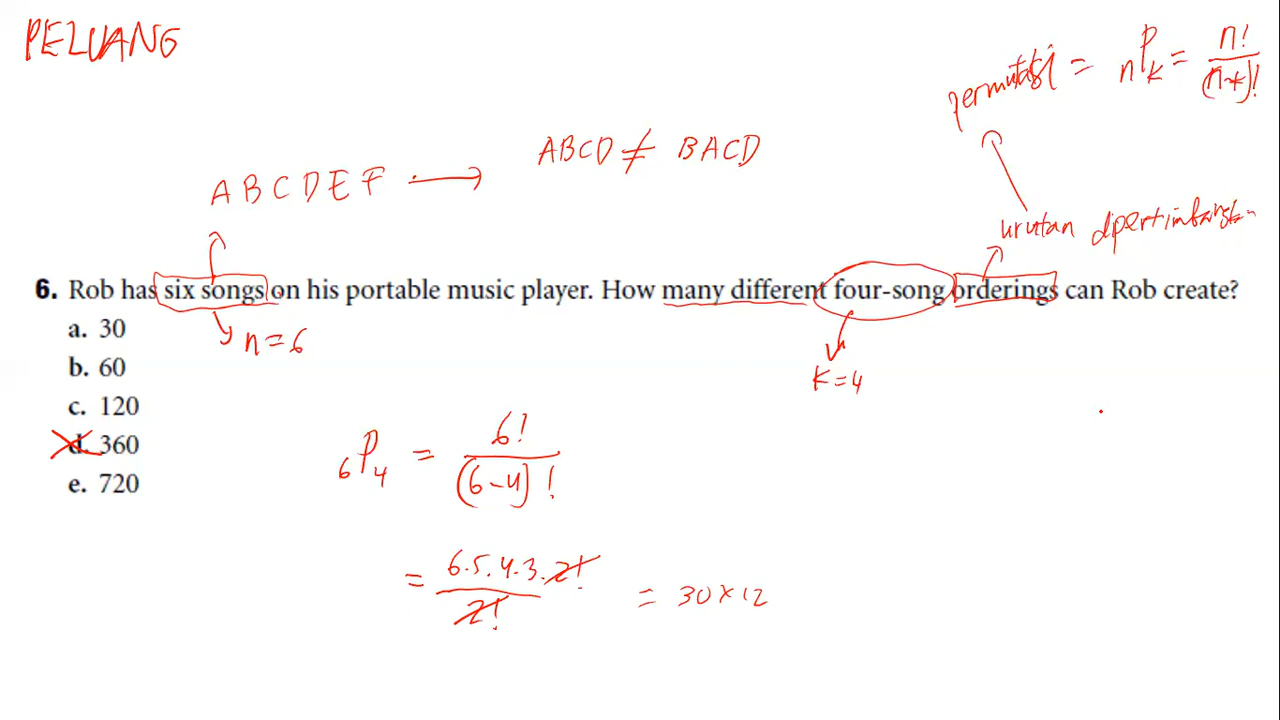 PELUANG
permutasi = nPk = n!/(n-k)!
ABCD ≠ BACD
A B C D E F
urutan dpertimbangkan
6. Rob has six songs on his portable music player. How many different four-song orderings can Rob create?
n=6
K=4
a. 30
b. 60
c. 120
d. 360
e. 720
6P4 = 6!/(6-4)!
= 6.5.4.3.2!/2! = 30×12